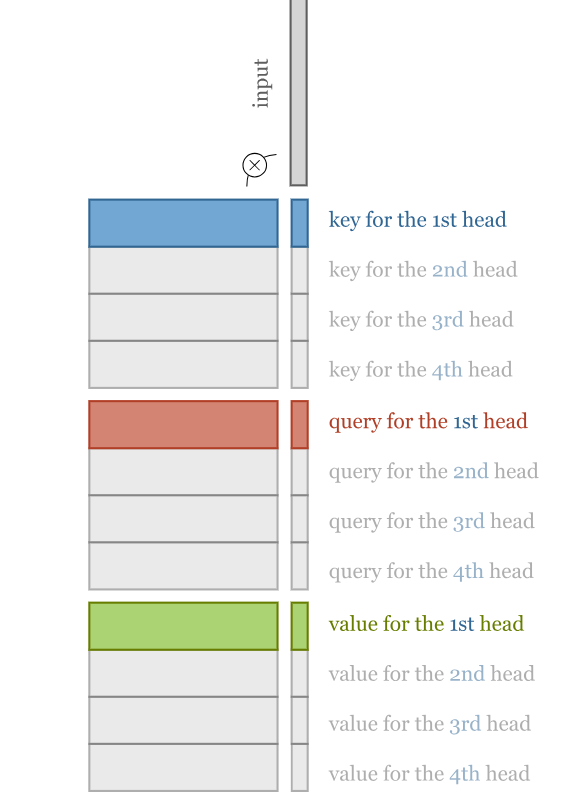 input
key for the 1st head
key for the 2nd head
key for the 3rd head
key for the 4th head
query for the 1st head
query for the 2nd head
query for the 3rd head
query for the 4th head
value for the 1st head
value for the 2nd head
value for the 3rd head
value for the 4th head